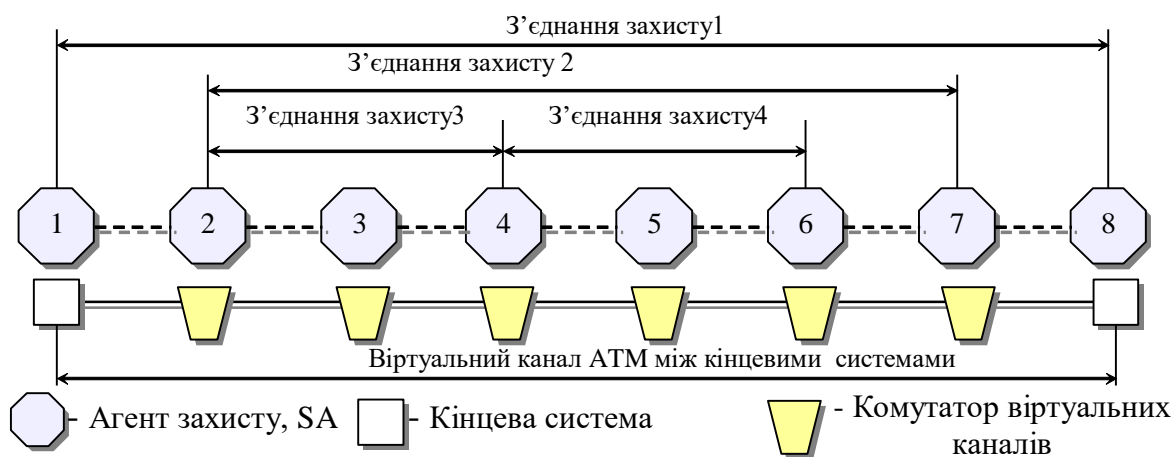 З’єднання захисту1
З’єднання захисту 2
З’єднання захисту3
З’єднання захисту4
1
2
3
4
5
6
7
8
Віртуальний канал АТМ між кінцевими системами
- Агент захисту, SA
- Кінцева система
- Комутатор віртуальних
каналів